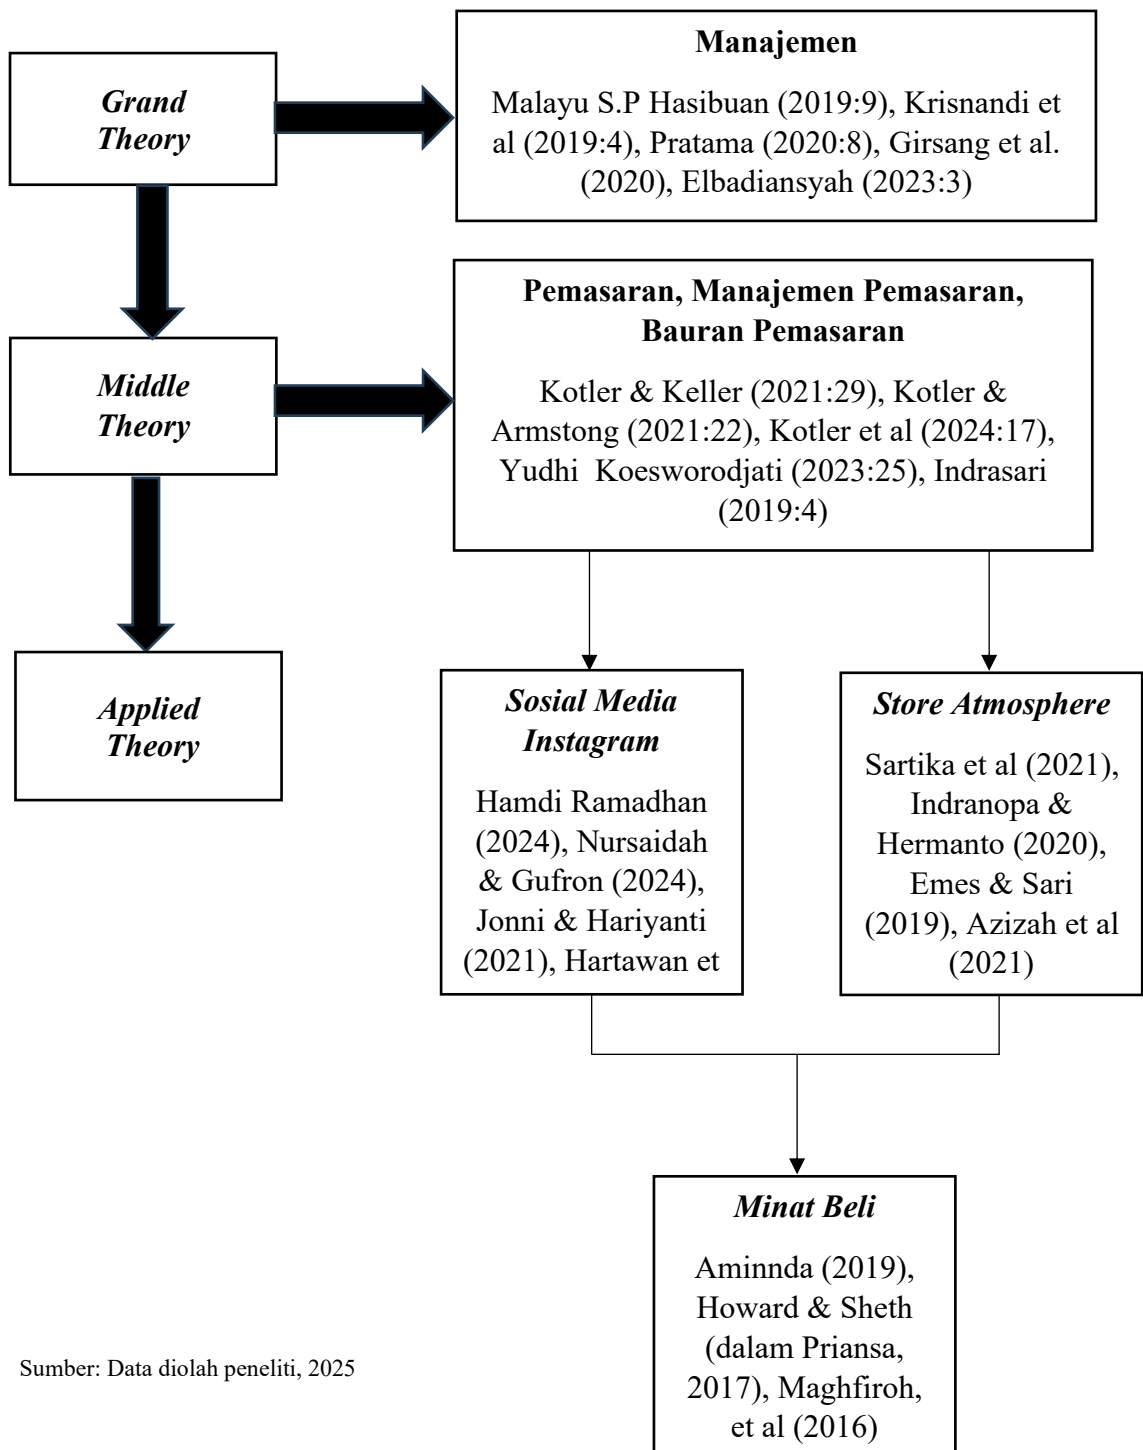 Grand
Theory
Manajemen
Malayu S.P Hasibuan (2019:9), Krisnandi et
al (2019:4), Pratama (2020:8), Girsang et al.
(2020), Elbadiansyah (2023:3)
Middle
Theory
Pemasaran, Manajemen Pemasaran,
Bauran Pemasaran
Kotler & Keller (2021:29), Kotler &
Armstong (2021:22), Kotler et al (2024:17),
Yudhi Koesworodjati (2023:25), Indrasari
(2019:4)
Applied
Theory
Sosial Media
Instagram
Hamdi Ramadhan
(2024), Nursaidah
& Gufron (2024),
Jonni & Hariyanti
(2021), Hartawan et
Store Atmosphere
Sartika et al (2021),
Indranopa &
Hermanto (2020),
Emes & Sari
(2019), Azizah et al
(2021)
Minat Beli
Aminnda (2019),
Howard & Sheth
(dalam Priansa,
2017), Maghfiroh,
et al (2016)
Sumber: Data diolah peneliti, 2025